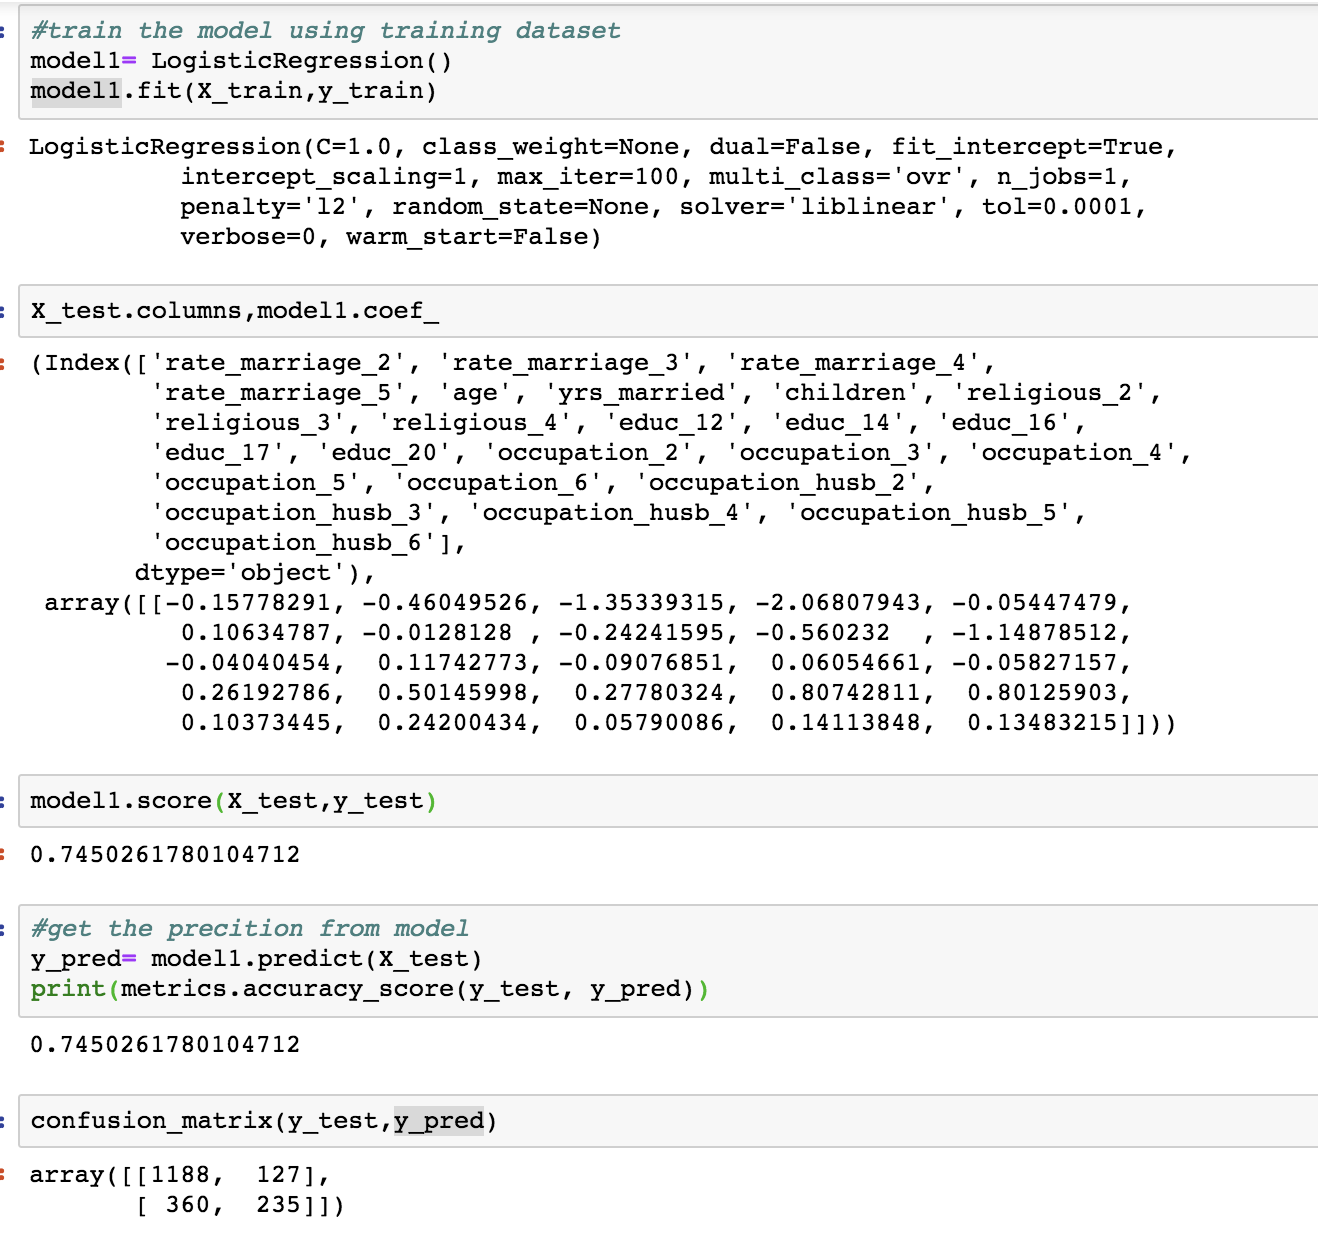 #train the model using training dataset
model1= LogisticRegression()
model1.fit(X_train,y_train)
LogisticRegression(C=1.0, class_weight=None, dual=False, fit_intercept=True,
intercept_scaling=1, max_iter=100, multi_class='ovr', n_jobs=1,
penalty='l2', random_state=None, solver='liblinear', tol=0.0001,
verbose=0, warm_start=False)
X_test.columns,model1.coef_
(Index(['rate_marriage_2', 'rate_marriage_3', 'rate_marriage_4',
'rate_marriage_5', 'age', 'yrs_married', 'children', 'religious_2',
'religious_3', 'religious_4', 'educ_12', 'educ_14', 'educ_16',
'educ_17', 'educ_20', 'occupation_2', 'occupation_3', 'occupation_4',
'occupation_5', 'occupation_6', 'occupation_husb_2',
'occupation_husb_3', 'occupation_husb_4', 'occupation_husb_5',
'occupation_husb_6'],
dtype='object'),
array([[-0.15778291, -0.46049526, -1.35339315, -2.06807943, -0.05447479,
0.10634787, -0.0128128 , -0.24241595, -0.560232  , -1.14878512,
-0.04040454,  0.11742773, -0.09076851,  0.06054661, -0.05827157,
0.26192786,  0.50145998,  0.27780324,  0.80742811,  0.80125903,
0.10373445,  0.24200434,  0.05790086,  0.14113848,  0.13483215]]))
model1.score(X_test,y_test)
0.7450261780104712
#get the precition from model
y_pred= model1.predict(X_test)
print(metrics.accuracy_score(y_test, y_pred))
0.7450261780104712
confusion_matrix(y_test,y_pred)
array([[1188,  127],
[ 360,  235]])